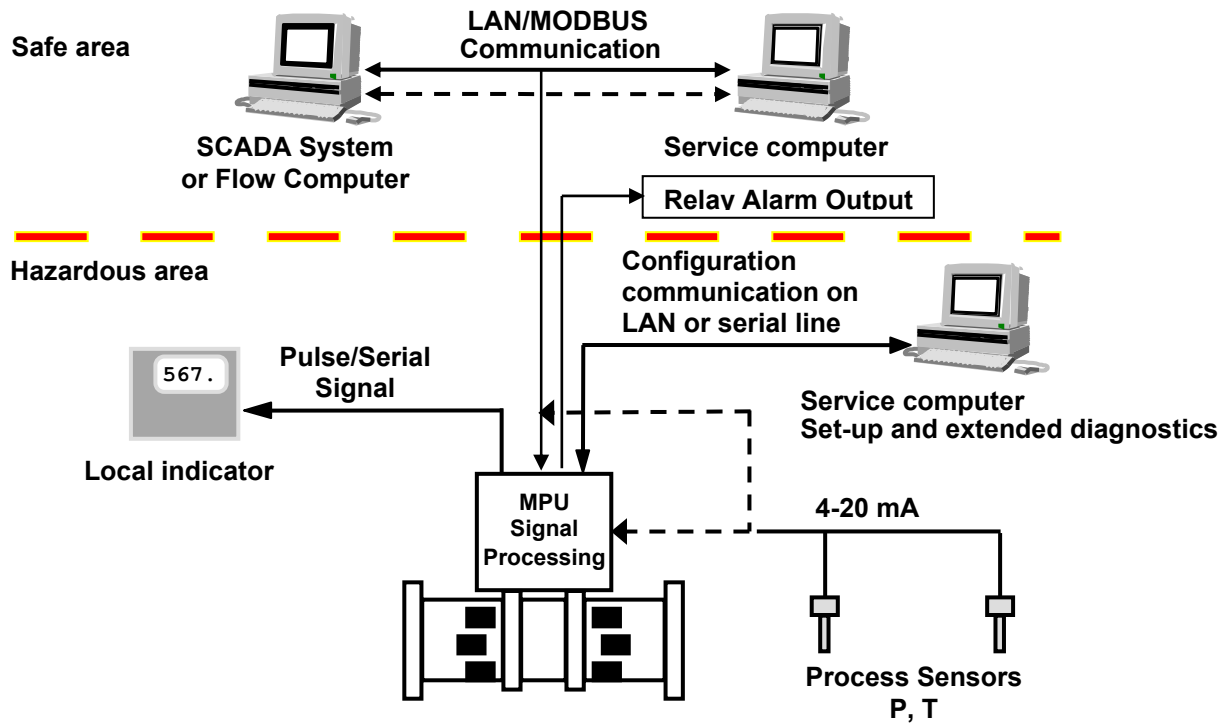 Safe area
LAN/MODBUS
Communication
SCADA System
or Flow Computer
Service computer
Relay Alarm Output
Hazardous area
Configuration
communication on
LAN or serial line
567.
Pulse/Serial
Signal
Local indicator
Service computer
Set-up and extended diagnostics
MPU
Signal
Processing
4-20 mA
Process Sensors
P, T